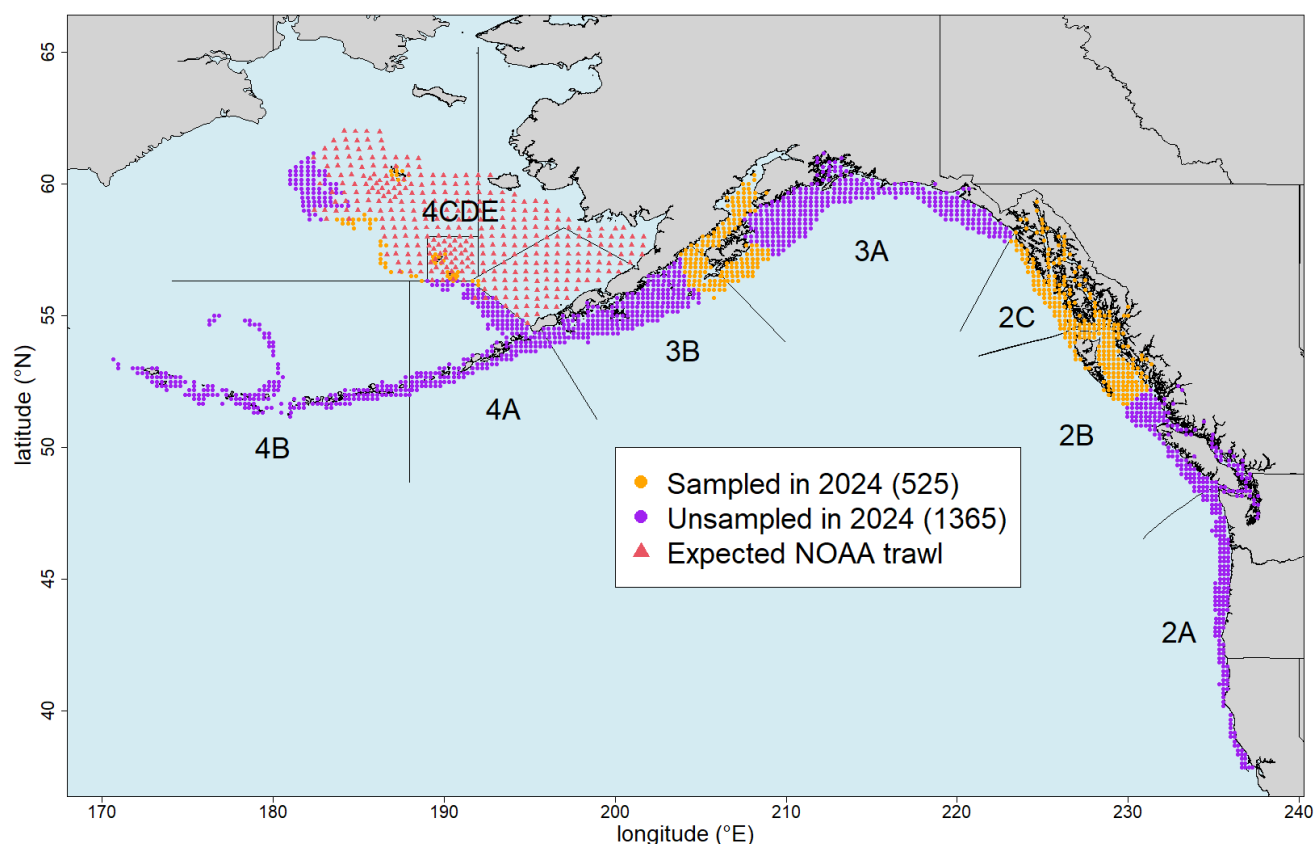 65
60
55
50
45
40
latitude (°N)
4CDE
3A
2C
3B
4A
2B
4B
Sampled in 2024 (525)
Unsampled in 2024 (1365)
Expected NOAA trawl
2A
170
180
190
200
210
220
230
240
longitude (°E)